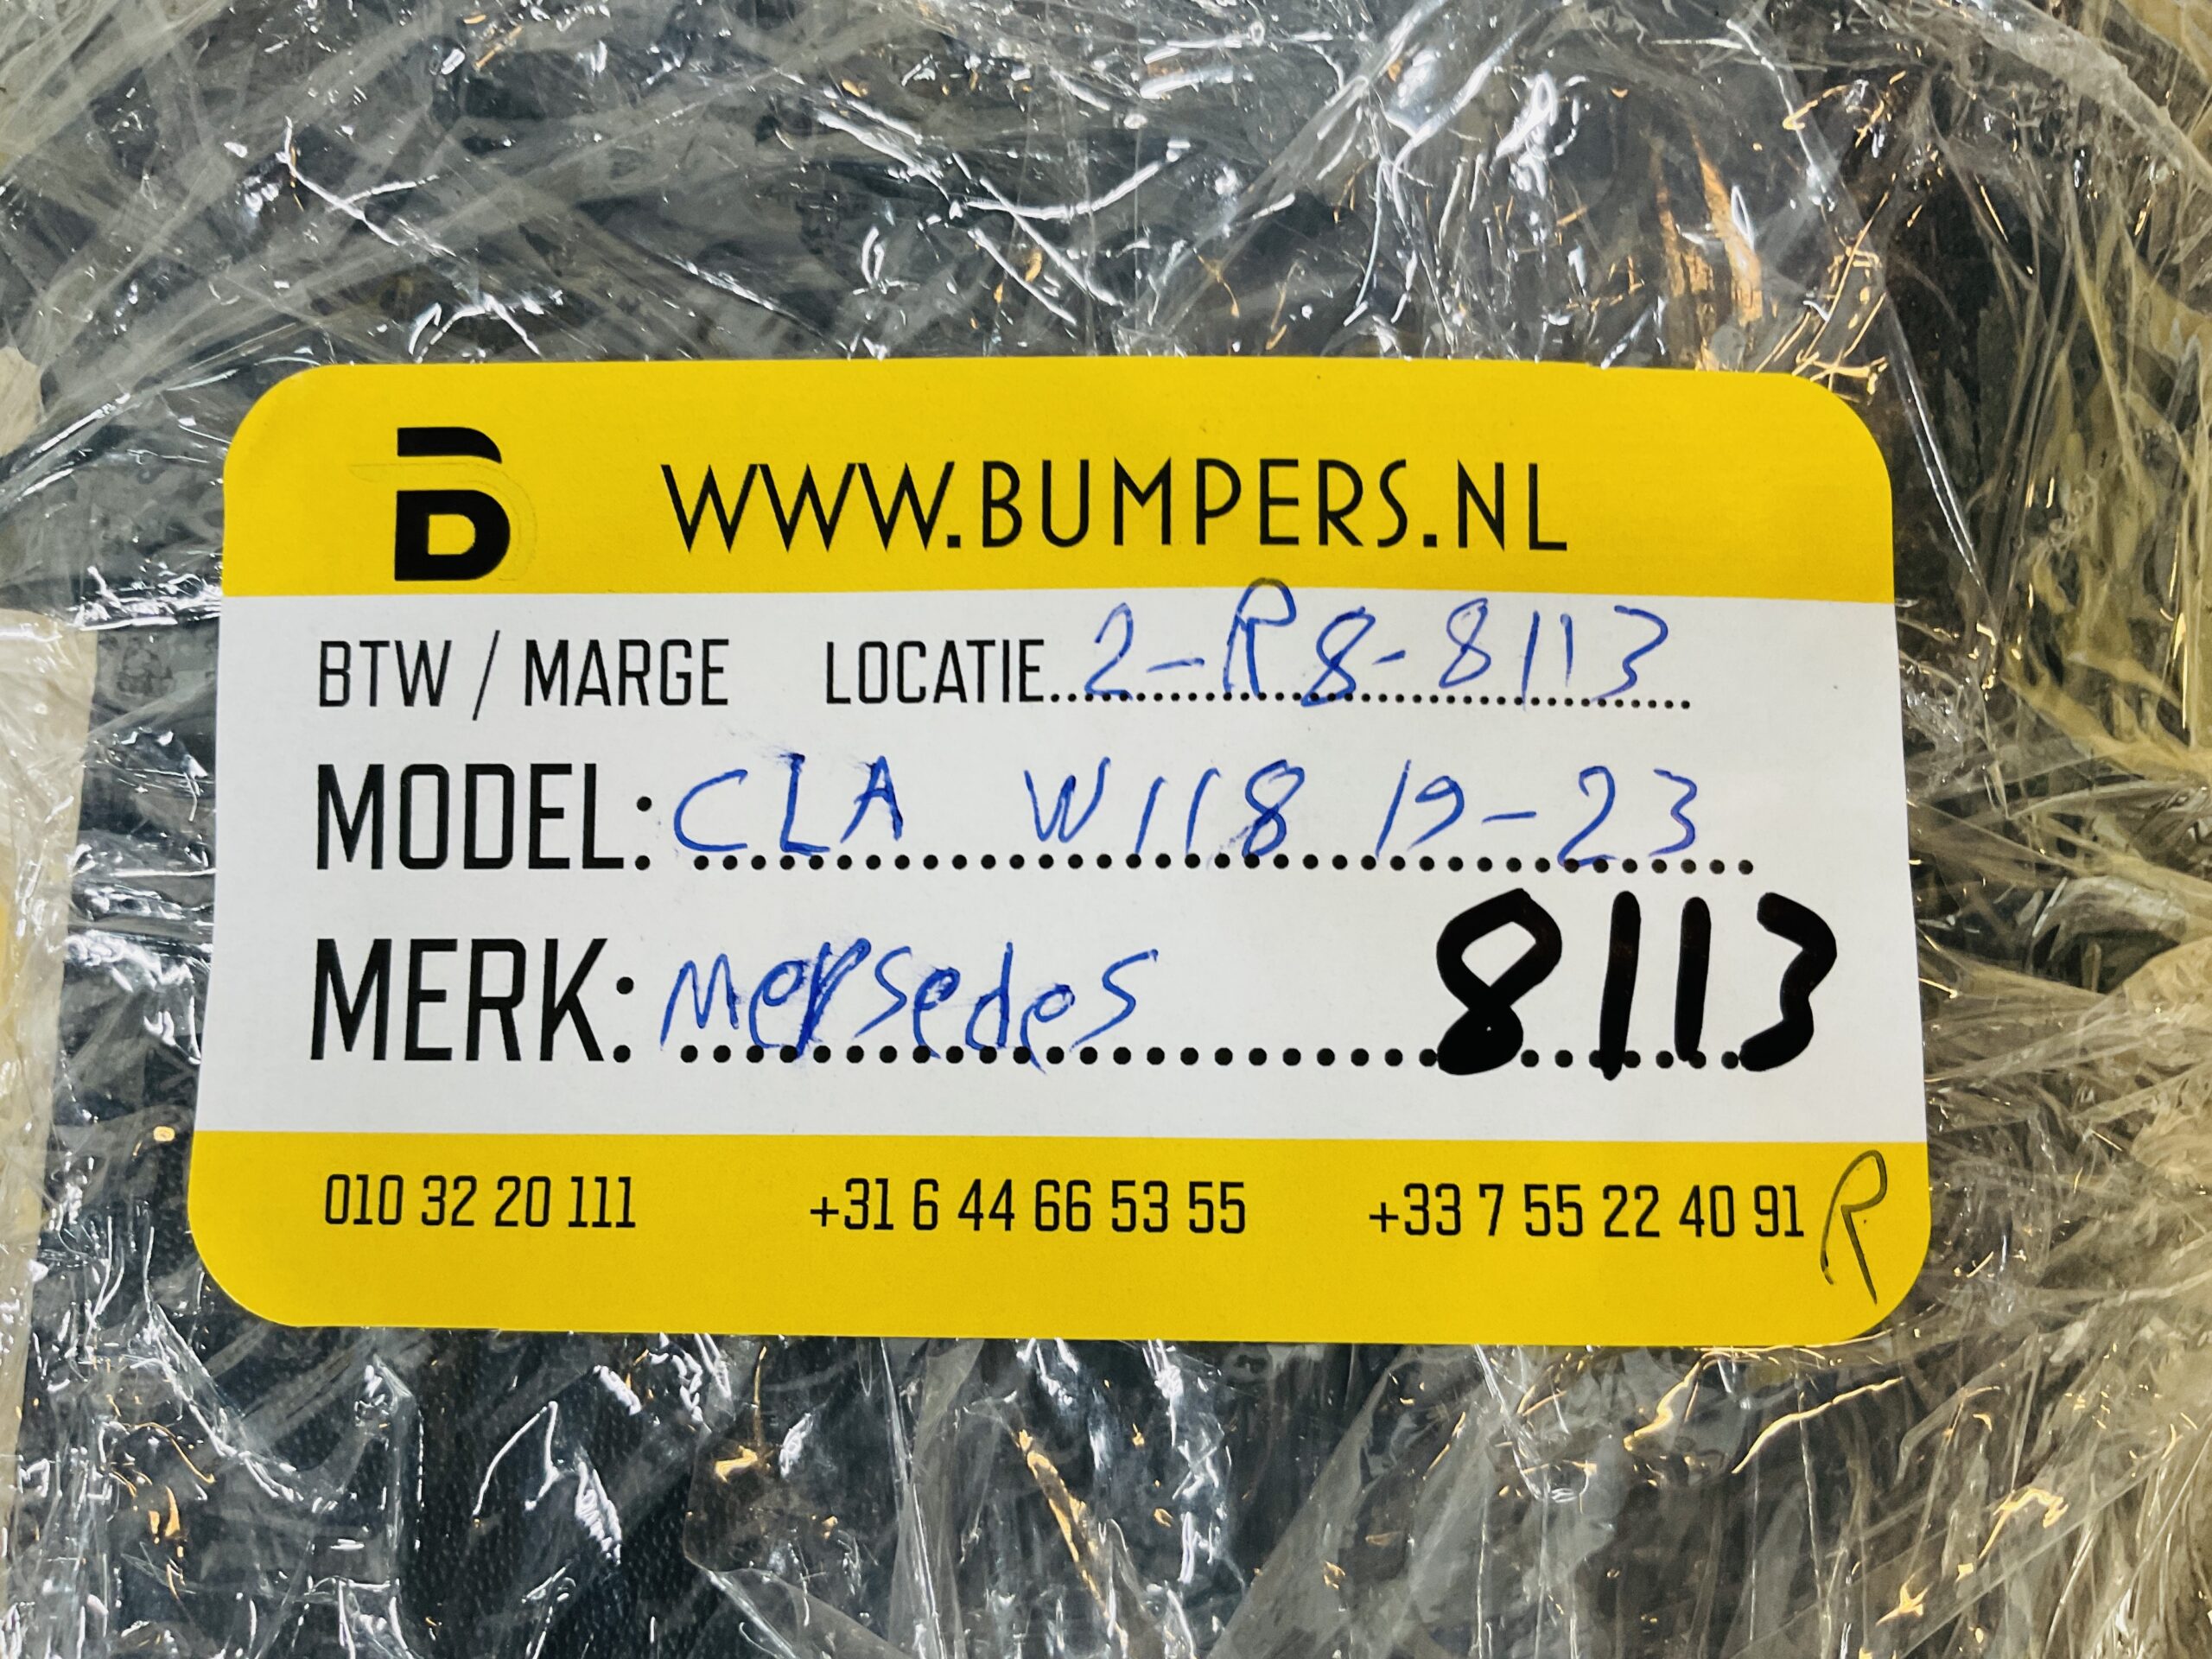 B WWW.BUMPERS.NL
BTW / MARGE LOCATIE 2-R8-8113
MODEL: CLA W118 19-23
MERK: Mersedes 8113
010 32 20 111 +31 6 44 66 53 55 +33 7 55 22 40 91 R